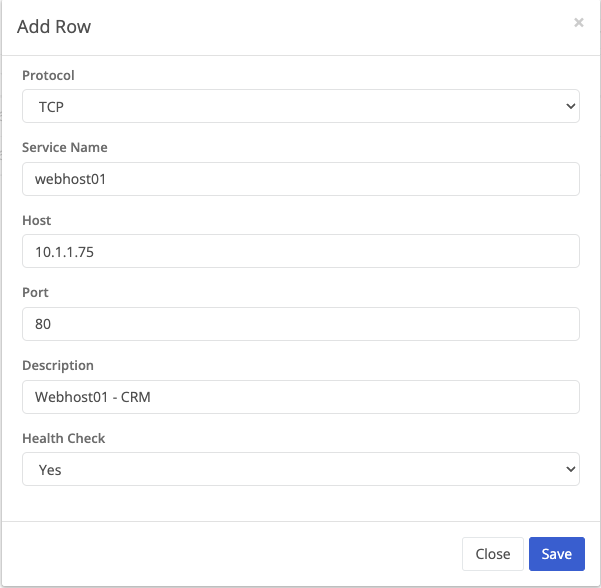 Add Row
×
Protocol
TCP
Service Name
webhost01
Host
10.1.1.75
Port
80
Description
Webhost01 - CRM
Health Check
Yes
Close Save